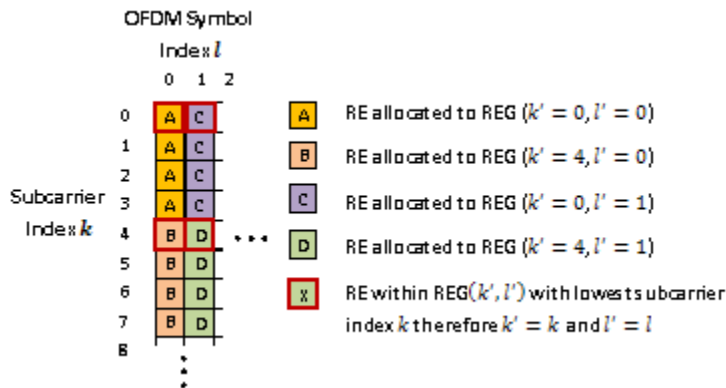 OFDM Symbol
Index l
0 1 2
0 A C
1 A C
2 A C
3 A C
Subcarrier
Index k
4 B D
5 B D
6 B D
7 B D
8
A RE allocated to REG (k′ = 0, l′ = 0)
B RE allocated to REG (k′ = 4, l′ = 0)
C RE allocated to REG (k′ = 0, l′ = 1)
D RE allocated to REG (k′ = 4, l′ = 1)
X RE within REG(k′, l′) with lowest subcarrier
index k therefore k′ = k and l′ = l